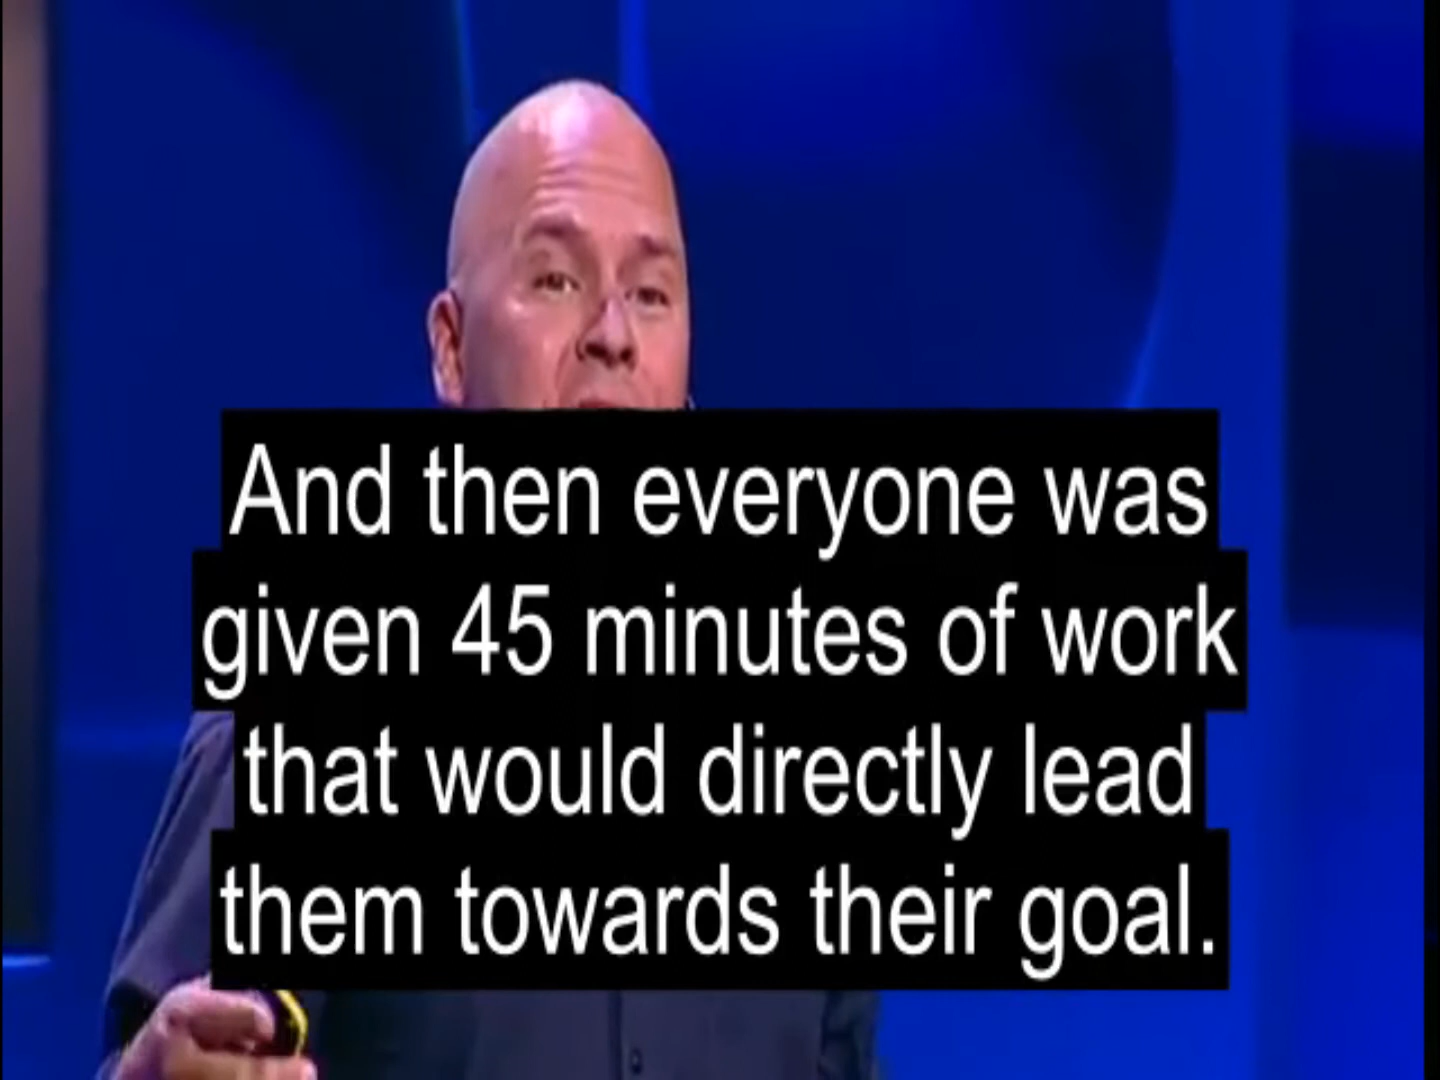 And then everyone was
given 45 minutes of work
that would directly lead
them towards their goal.